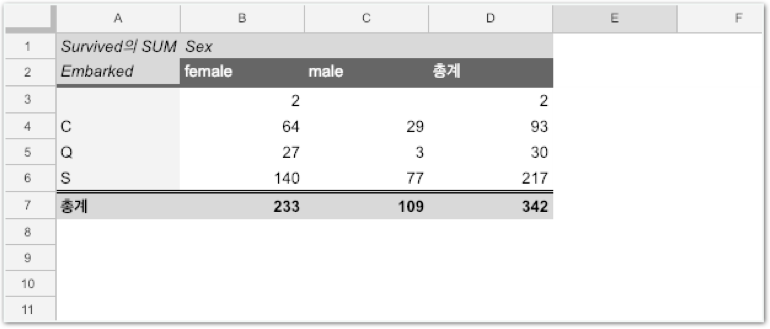 A B C D E F
1 Survived의 SUM Sex
2 Embarked female male 총계
3 2 2
4 C 64 29 93
5 Q 27 3 30
6 S 140 77 217
7 총계 233 109 342
8
9
10
11